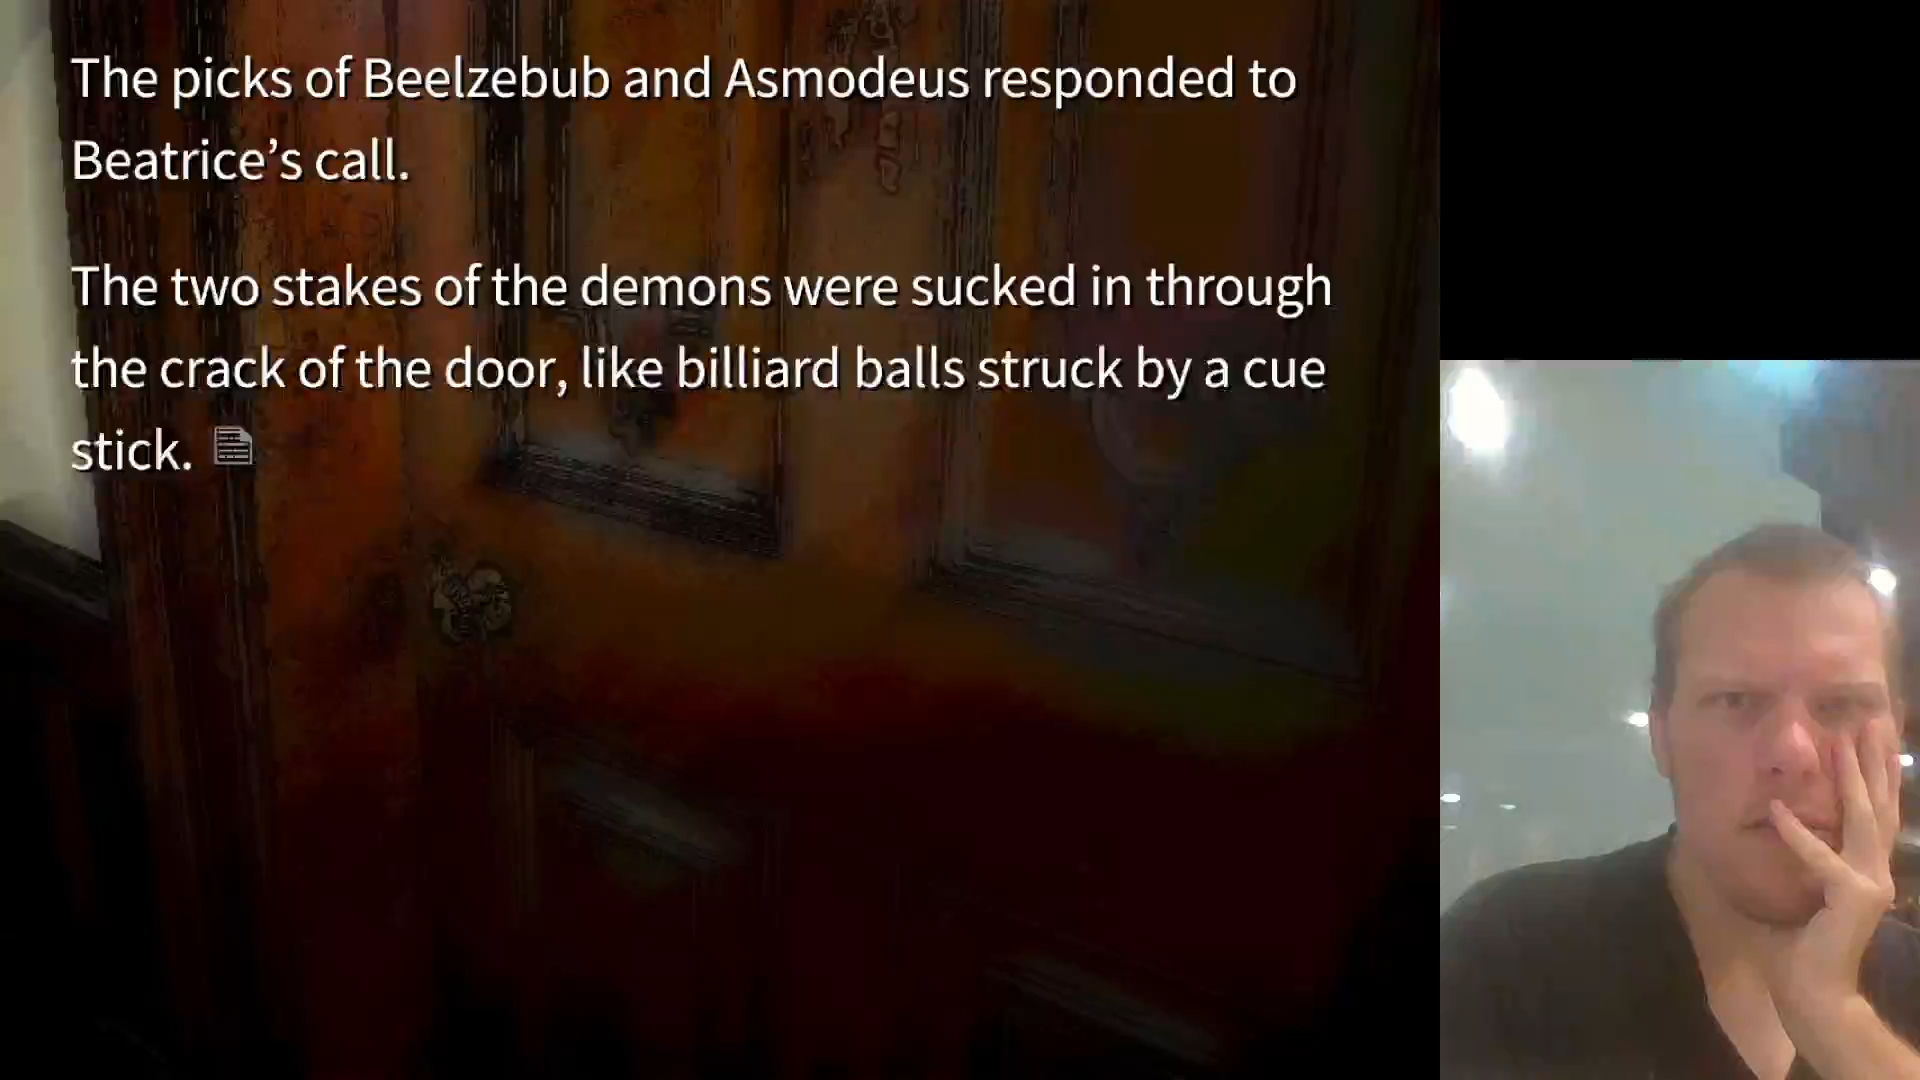 The picks of Beelzebub and Asmodeus responded to
Beatrice’s call.
The two stakes of the demons were sucked in through
the crack of the door, like billiard balls struck by a cue
stick.